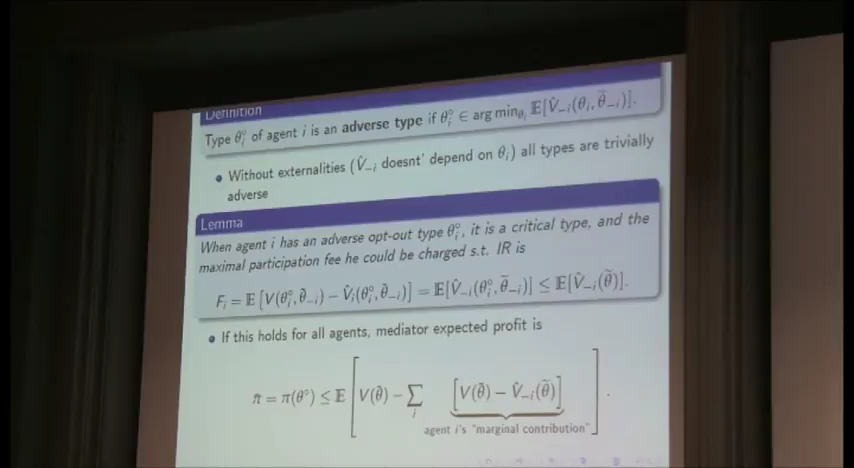 Definition
Type θ°ᵢ of agent i is an adverse type if θ°ᵢ ∈ arg min_θᵢ 𝔼[V̂₋ᵢ(θᵢ, θ̃₋ᵢ)].
• Without externalities (V̂₋ᵢ doesnt' depend on θᵢ) all types are trivially
adverse
Lemma
When agent i has an adverse opt-out type θ°ᵢ, it is a critical type, and the
maximal participation fee he could be charged s.t. IR is
Fᵢ = 𝔼[V(θ°ᵢ, θ̃₋ᵢ) − V̂ᵢ(θ°ᵢ, θ̃₋ᵢ)] = 𝔼[V̂₋ᵢ(θ°ᵢ, θ̃₋ᵢ)] ≤ 𝔼[V̂₋ᵢ(θ̃)].
• If this holds for all agents, mediator expected profit is
π̄ = π(θ°) ≤ 𝔼 [V(θ̃) − ∑ᵢ [V(θ̃) − V̂₋ᵢ(θ̃)]].
agent i's "marginal contribution"